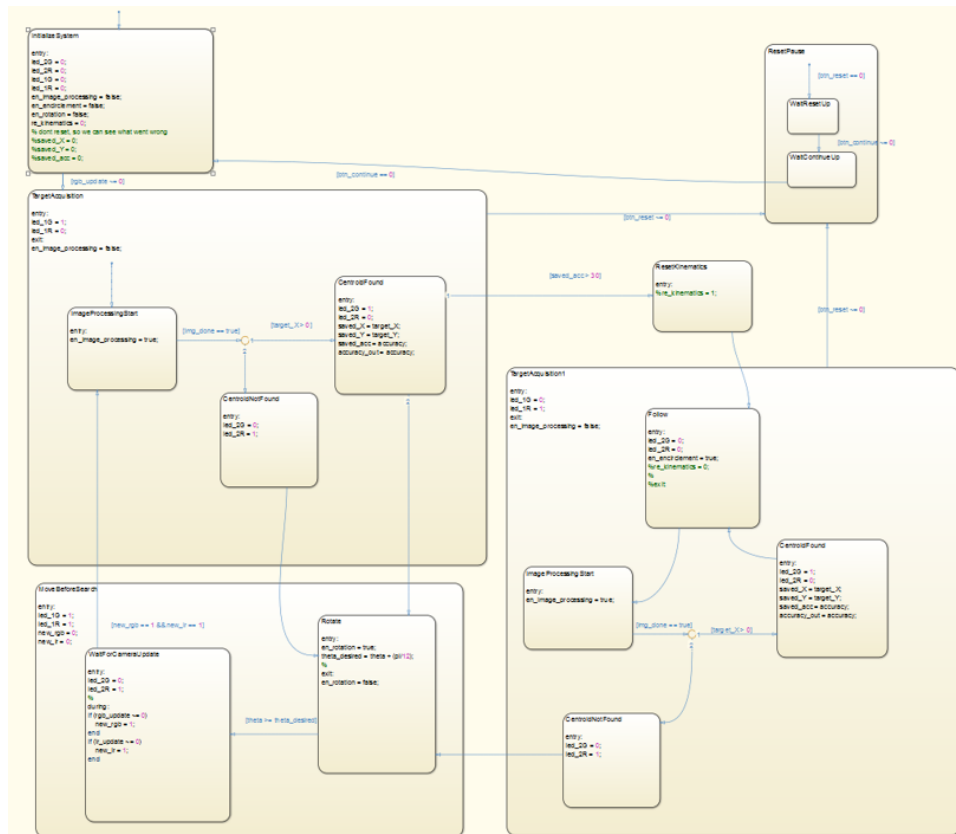 InitializeSystem
entry:
led_2G = 0;
led_2R = 0;
led_1G = 0;
led_1R = 0;
en_image_processing = false;
en_encirclement = false;
en_rotation = false;
re_kinematics = 0;
% dont reset, so we can see what went wrong
%saved_X = 0;
%saved_Y = 0;
%saved_acc = 0;
[rgb_update ~= 0]
[btn_continue == 0]
ResetPause
[btn_reset == 0]
WaitResetUp
[btn_continue ~= 0]
WaitContinueUp
[btn_reset ~= 0]
TargetAcquisition
entry:
led_1G = 1;
led_1R = 0;
exit:
en_image_processing = false;
ImageProcessingStart
entry:
en_image_processing = true;
[img_done == true]
1
[target_X > 0]
CentroidFound
entry:
led_2G = 1;
led_2R = 0;
saved_X = target_X;
saved_Y = target_Y;
saved_acc = accuracy;
accuracy_out = accuracy;
1
2
2
CentroidNotFound
entry:
led_2G = 0;
led_2R = 1;
[saved_acc > 30]
ResetKinematics
entry:
%re_kinematics = 1;
[btn_reset ~= 0]
TargetAcquisition1
entry:
led_1G = 0;
led_1R = 1;
exit:
en_image_processing = false;
Follow
entry:
led_2G = 0;
led_2R = 0;
en_encirclement = true;
%re_kinematics = 0;
%
%exit:
ImageProcessingStart
entry:
en_image_processing = true;
[img_done == true]
1
[target_X > 0]
2
CentroidFound
entry:
led_2G = 1;
led_2R = 0;
saved_X = target_X;
saved_Y = target_Y;
saved_acc = accuracy;
accuracy_out = accuracy;
CentroidNotFound
entry:
led_2G = 0;
led_2R = 1;
MoveBeforeSearch
entry:
led_1G = 1;
led_1R = 1;
new_rgb = 0;
new_ir = 0;
[new_rgb == 1 && new_ir == 1]
WaitForCameraUpdate
entry:
led_2G = 0;
led_2R = 1;
%
during:
if (rgb_update ~= 0)
new_rgb = 1;
end
if (ir_update ~= 0)
new_ir = 1;
end
[theta >= theta_desired]
Rotate
entry:
en_rotation = true;
theta_desired = theta + (pi/12);
%
exit:
en_rotation = false;